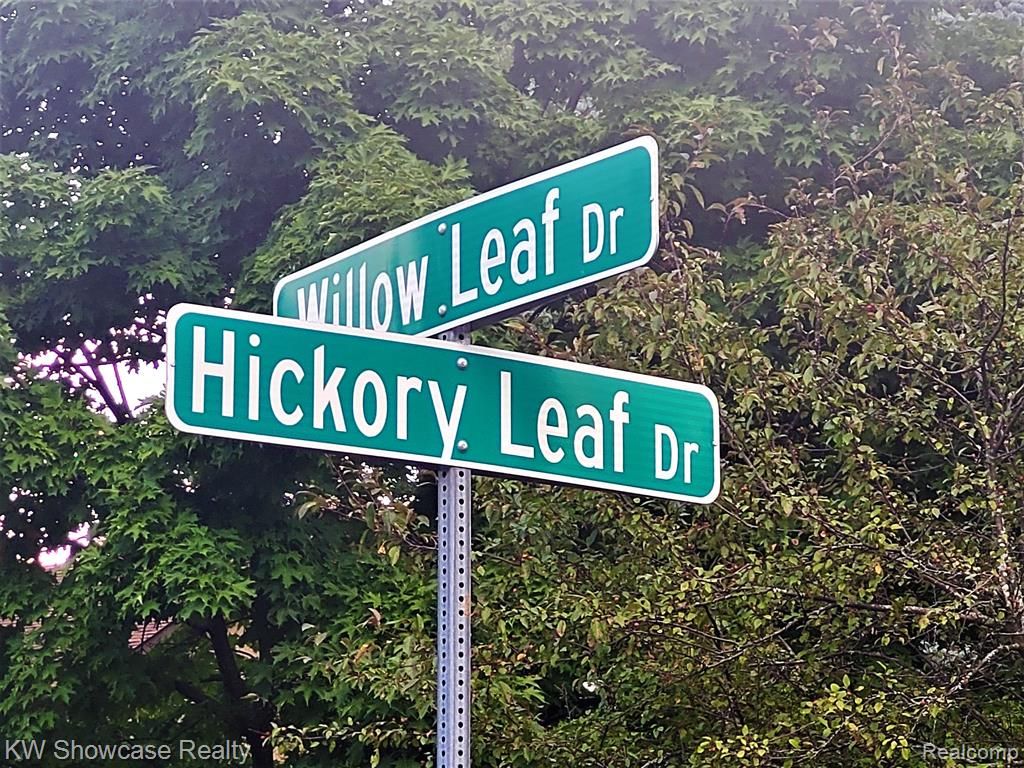 Willow Leaf Dr
Hickory Leaf Dr
KW Showcase Realty
Realcomp